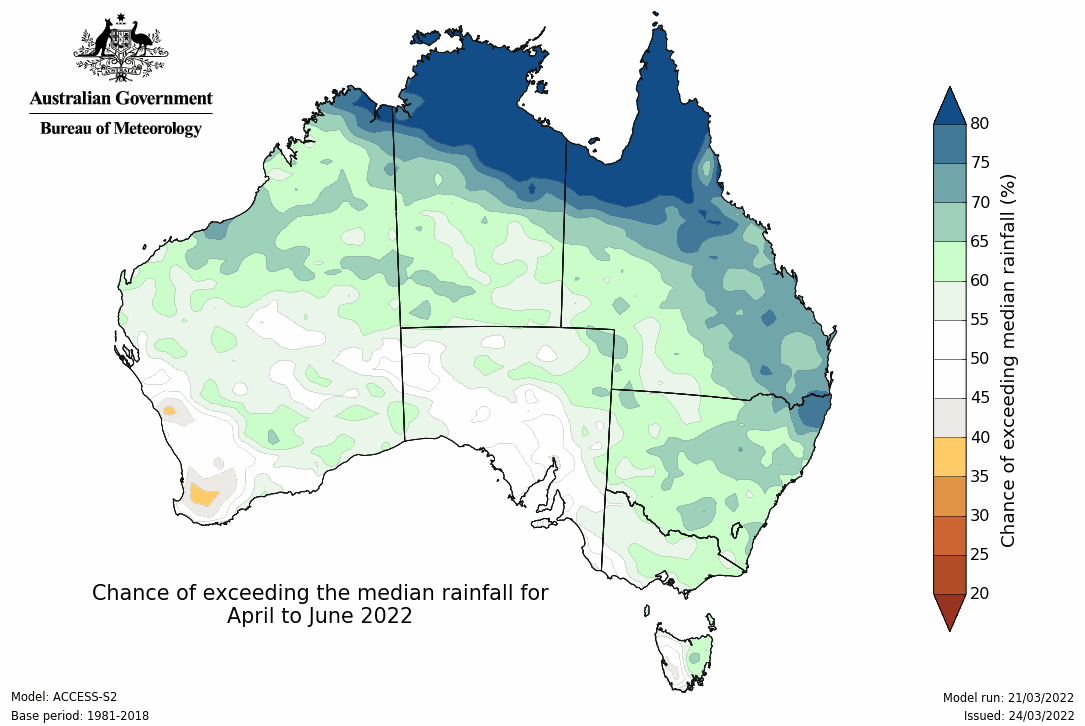 Australian Government
Bureau of Meteorology
80
75
70
65
60
55
50
45
40
35
30
25
20
Chance of exceeding median rainfall (%)
Chance of exceeding the median rainfall for
April to June 2022
Model: ACCESS-S2
Base period: 1981-2018
Model run: 21/03/2022
Issued: 24/03/2022